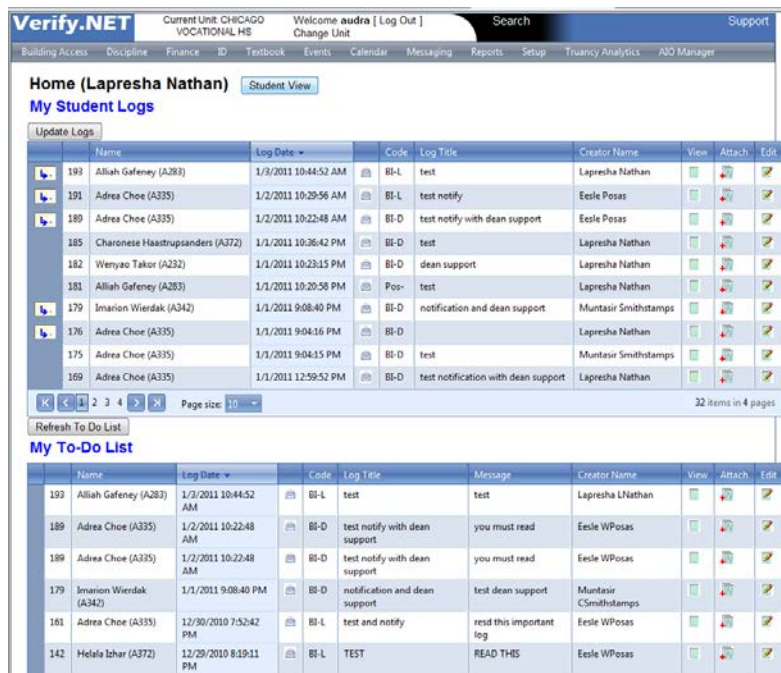 Verify.NET Current Unit: CHICAGO VOCATIONAL HS Welcome audra [ Log Out ] Change Unit Search Support
Building Access Discipline Finance ID Textbook Events Calendar Messaging Reports Setup Truancy Analytics AIO Manager
Home (Lapresha Nathan) Student View
My Student Logs
Update Logs
Name Log Date Code Log Title Creator Name View Attach Edit
193 Alliah Gafeney (A283) 1/3/2011 10:44:52 AM BI-L test Lapresha Nathan
191 Adrea Choe (A335) 1/2/2011 10:29:56 AM BI-L test notify Eesle Posas
189 Adrea Choe (A335) 1/2/2011 10:22:48 AM BI-D test notify with dean support Eesle Posas
185 Charonese Haastrupsanders (A372) 1/1/2011 10:36:42 PM BI-D test Lapresha Nathan
182 Wenyao Takor (A232) 1/1/2011 10:23:15 PM BI-D dean support Lapresha Nathan
181 Alliah Gafeney (A283) 1/1/2011 10:20:58 PM Pos- test Lapresha Nathan
179 Imarion Wierdak (A342) 1/1/2011 9:08:40 PM BI-D notification and dean support Muntasir Smithstamps
176 Adrea Choe (A335) 1/1/2011 9:04:16 PM BI-D Lapresha Nathan
175 Adrea Choe (A335) 1/1/2011 9:04:15 PM BI-D test Muntasir Smithstamps
169 Adrea Choe (A335) 1/1/2011 12:59:52 PM BI-D test notification with dean support Lapresha Nathan
1 2 3 4 Page size: 10 32 items in 4 pages
Refresh To Do List
My To-Do List
Name Log Date Code Log Title Message Creator Name View Attach Edit
193 Alliah Gafeney (A283) 1/3/2011 10:44:52 AM BI-L test test Lapresha LNathan
189 Adrea Choe (A335) 1/2/2011 10:22:48 AM BI-D test notify with dean support you must read Eesle WPosas
189 Adrea Choe (A335) 1/2/2011 10:22:48 AM BI-D test notify with dean support you must read Eesle WPosas
179 Imarion Wierdak (A342) 1/1/2011 9:08:40 PM BI-D notification and dean support test dean support Muntasir CSmithstamps
161 Adrea Choe (A335) 12/30/2010 7:52:42 PM BI-L test and notify resd this important log Eesle WPosas
142 Helala Izhar (A372) 12/29/2010 8:19:11 PM BI-L TEST READ THIS Eesle WPosas